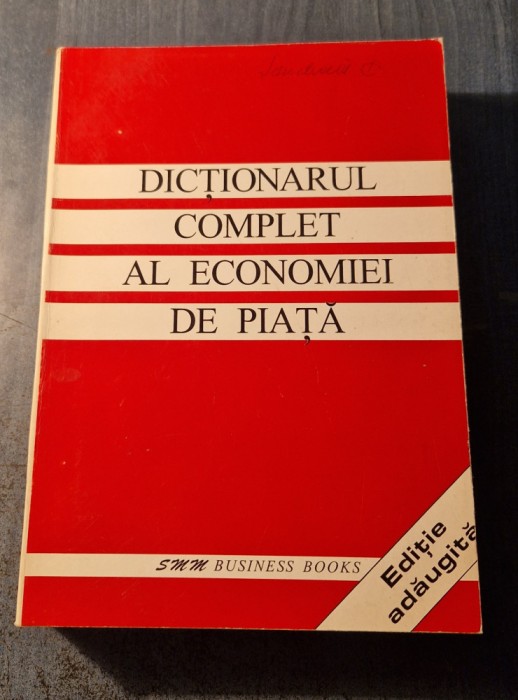 DICȚIONARUL
COMPLET
AL ECONOMIEI
DE PIAȚĂ
SMM BUSINESS BOOKS
Ediție
adăugită